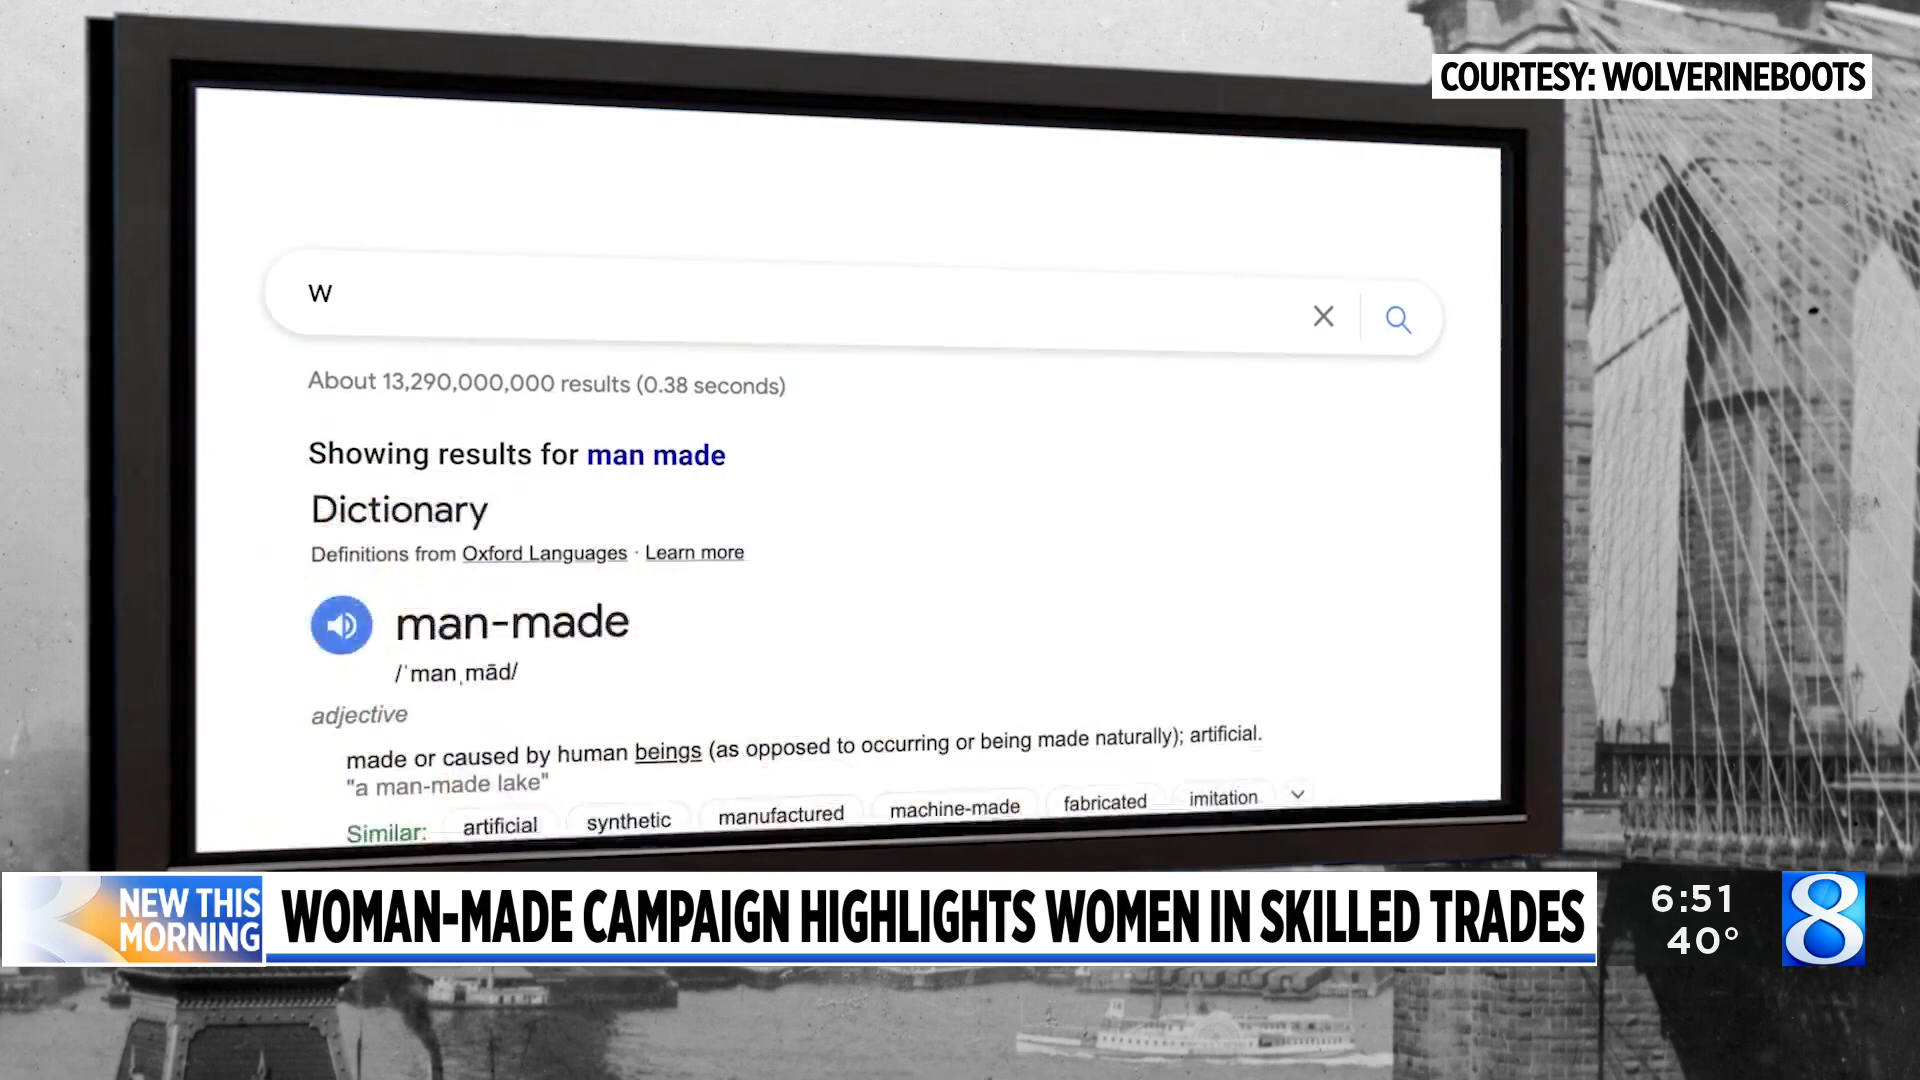 COURTESY: WOLVERINEBOOTS
w
About 13,290,000,000 results (0.38 seconds)
Showing results for man made
Dictionary
Definitions from Oxford Languages · Learn more
man-made
/ˈmanˌmād/
adjective
made or caused by human beings (as opposed to occurring or being made naturally); artificial.
"a man-made lake"
Similar: artificial synthetic manufactured machine-made fabricated imitation
NEW THIS MORNING
WOMAN-MADE CAMPAIGN HIGHLIGHTS WOMEN IN SKILLED TRADES
6:51
40°
8